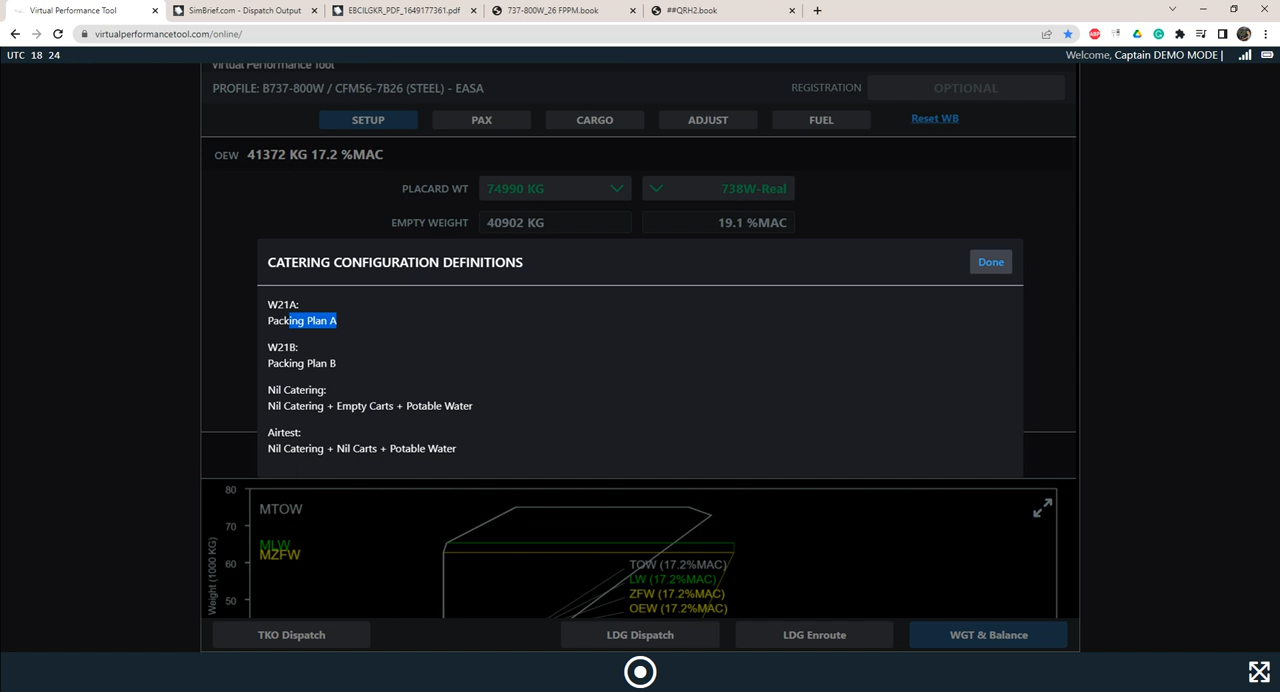 Virtual Performance Tool
SimBrief.com - Dispatch Output
EBCILGKR_PDF_1649177361.pdf
737-800W_26 FPPM.book
##QRH2.book
virtualperformancetool.com/online/
UTC 18 24
Welcome, Captain DEMO MODE |
Virtual Performance Tool
PROFILE: B737-800W / CFM56-7B26 (STEEL) - EASA
REGISTRATION
OPTIONAL
SETUP
PAX
CARGO
ADJUST
FUEL
Reset WB
OEW 41372 KG 17.2 %MAC
PLACARD WT
74990 KG
738W-Real
EMPTY WEIGHT
40902 KG
19.1 %MAC
CATERING CONFIGURATION DEFINITIONS
Done
W21A:
Packing Plan A
W21B:
Packing Plan B
Nil Catering:
Nil Catering + Empty Carts + Potable Water
Airtest:
Nil Catering + Nil Carts + Potable Water
80
70
60
50
Weight (1000 KG)
MTOW
MLW
MZFW
TOW (17.2%MAC)
LW (17.2%MAC)
ZFW (17.2%MAC)
OEW (17.2%MAC)
TKO Dispatch
LDG Dispatch
LDG Enroute
WGT & Balance